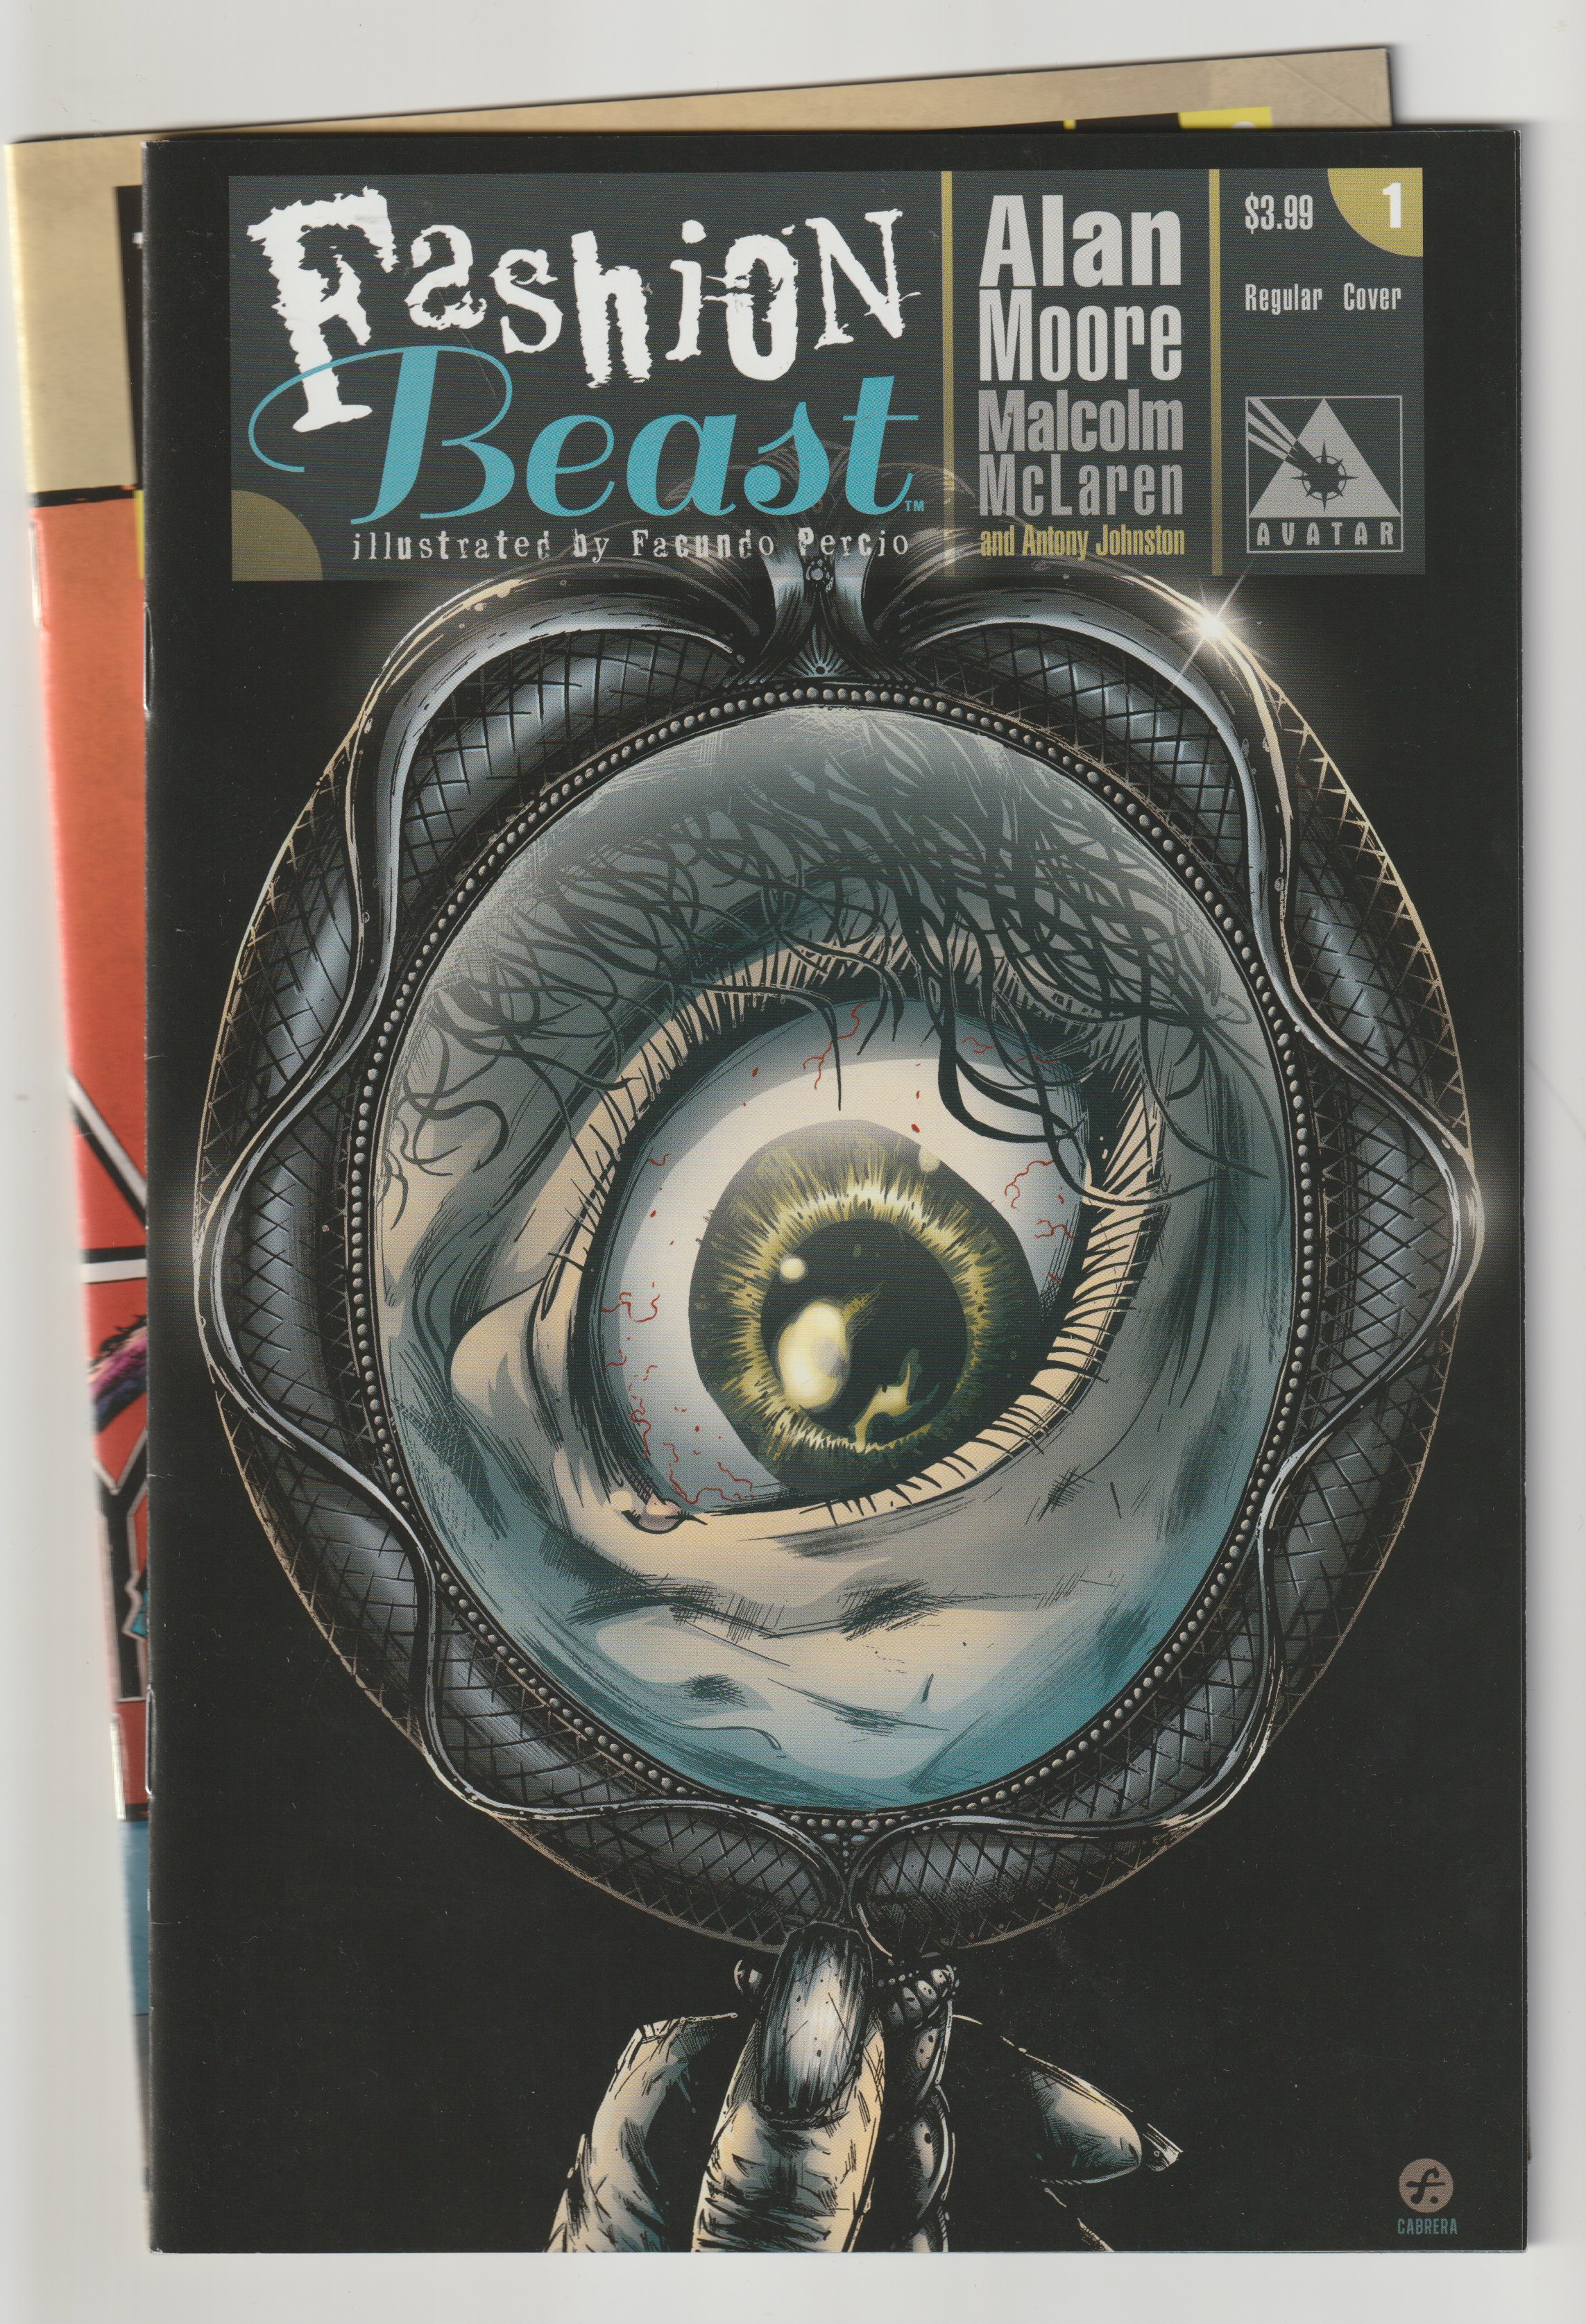 Fashion
Beast™
illustrated by Facundo Percio
Alan
Moore
Malcolm
McLaren
and Antony Johnston
$3.99
1
Regular Cover
AVATAR
f.
CABRERA